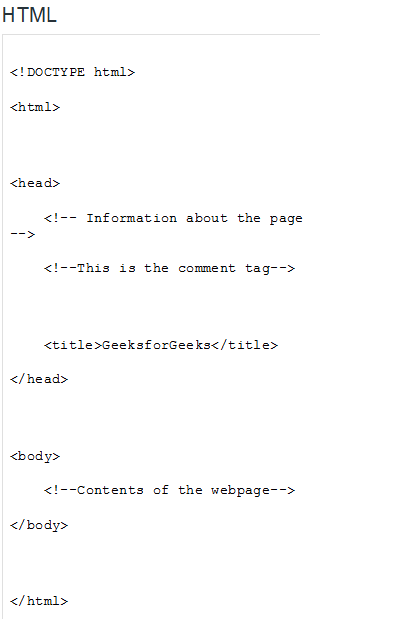 HTML
<!DOCTYPE html>
<html>
<head>
<!-- Information about the page
-->
<!--This is the comment tag-->
<title>GeeksforGeeks</title>
</head>
<body>
<!--Contents of the webpage-->
</body>
</html>